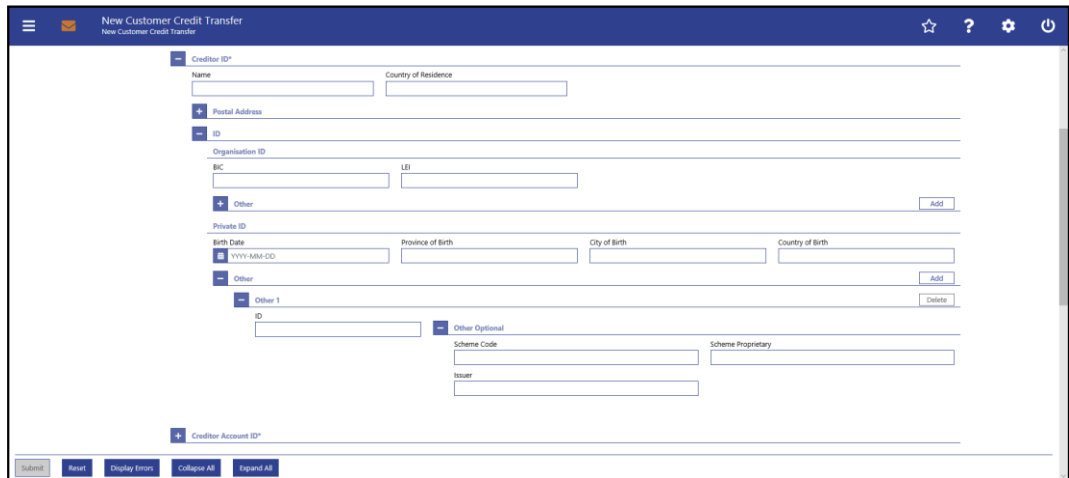 New Customer Credit Transfer
New Customer Credit Transfer
Creditor ID*
Name Country of Residence
Postal Address
ID
Organisation ID
BIC LEI
Other Add
Private ID
Birth Date Province of Birth City of Birth Country of Birth
YYYY-MM-DD
Other Add
Other 1 Delete
ID
Other Optional
Scheme Code Scheme Proprietary
Issuer
Creditor Account ID*
Submit Reset Display Errors Collapse All Expand All